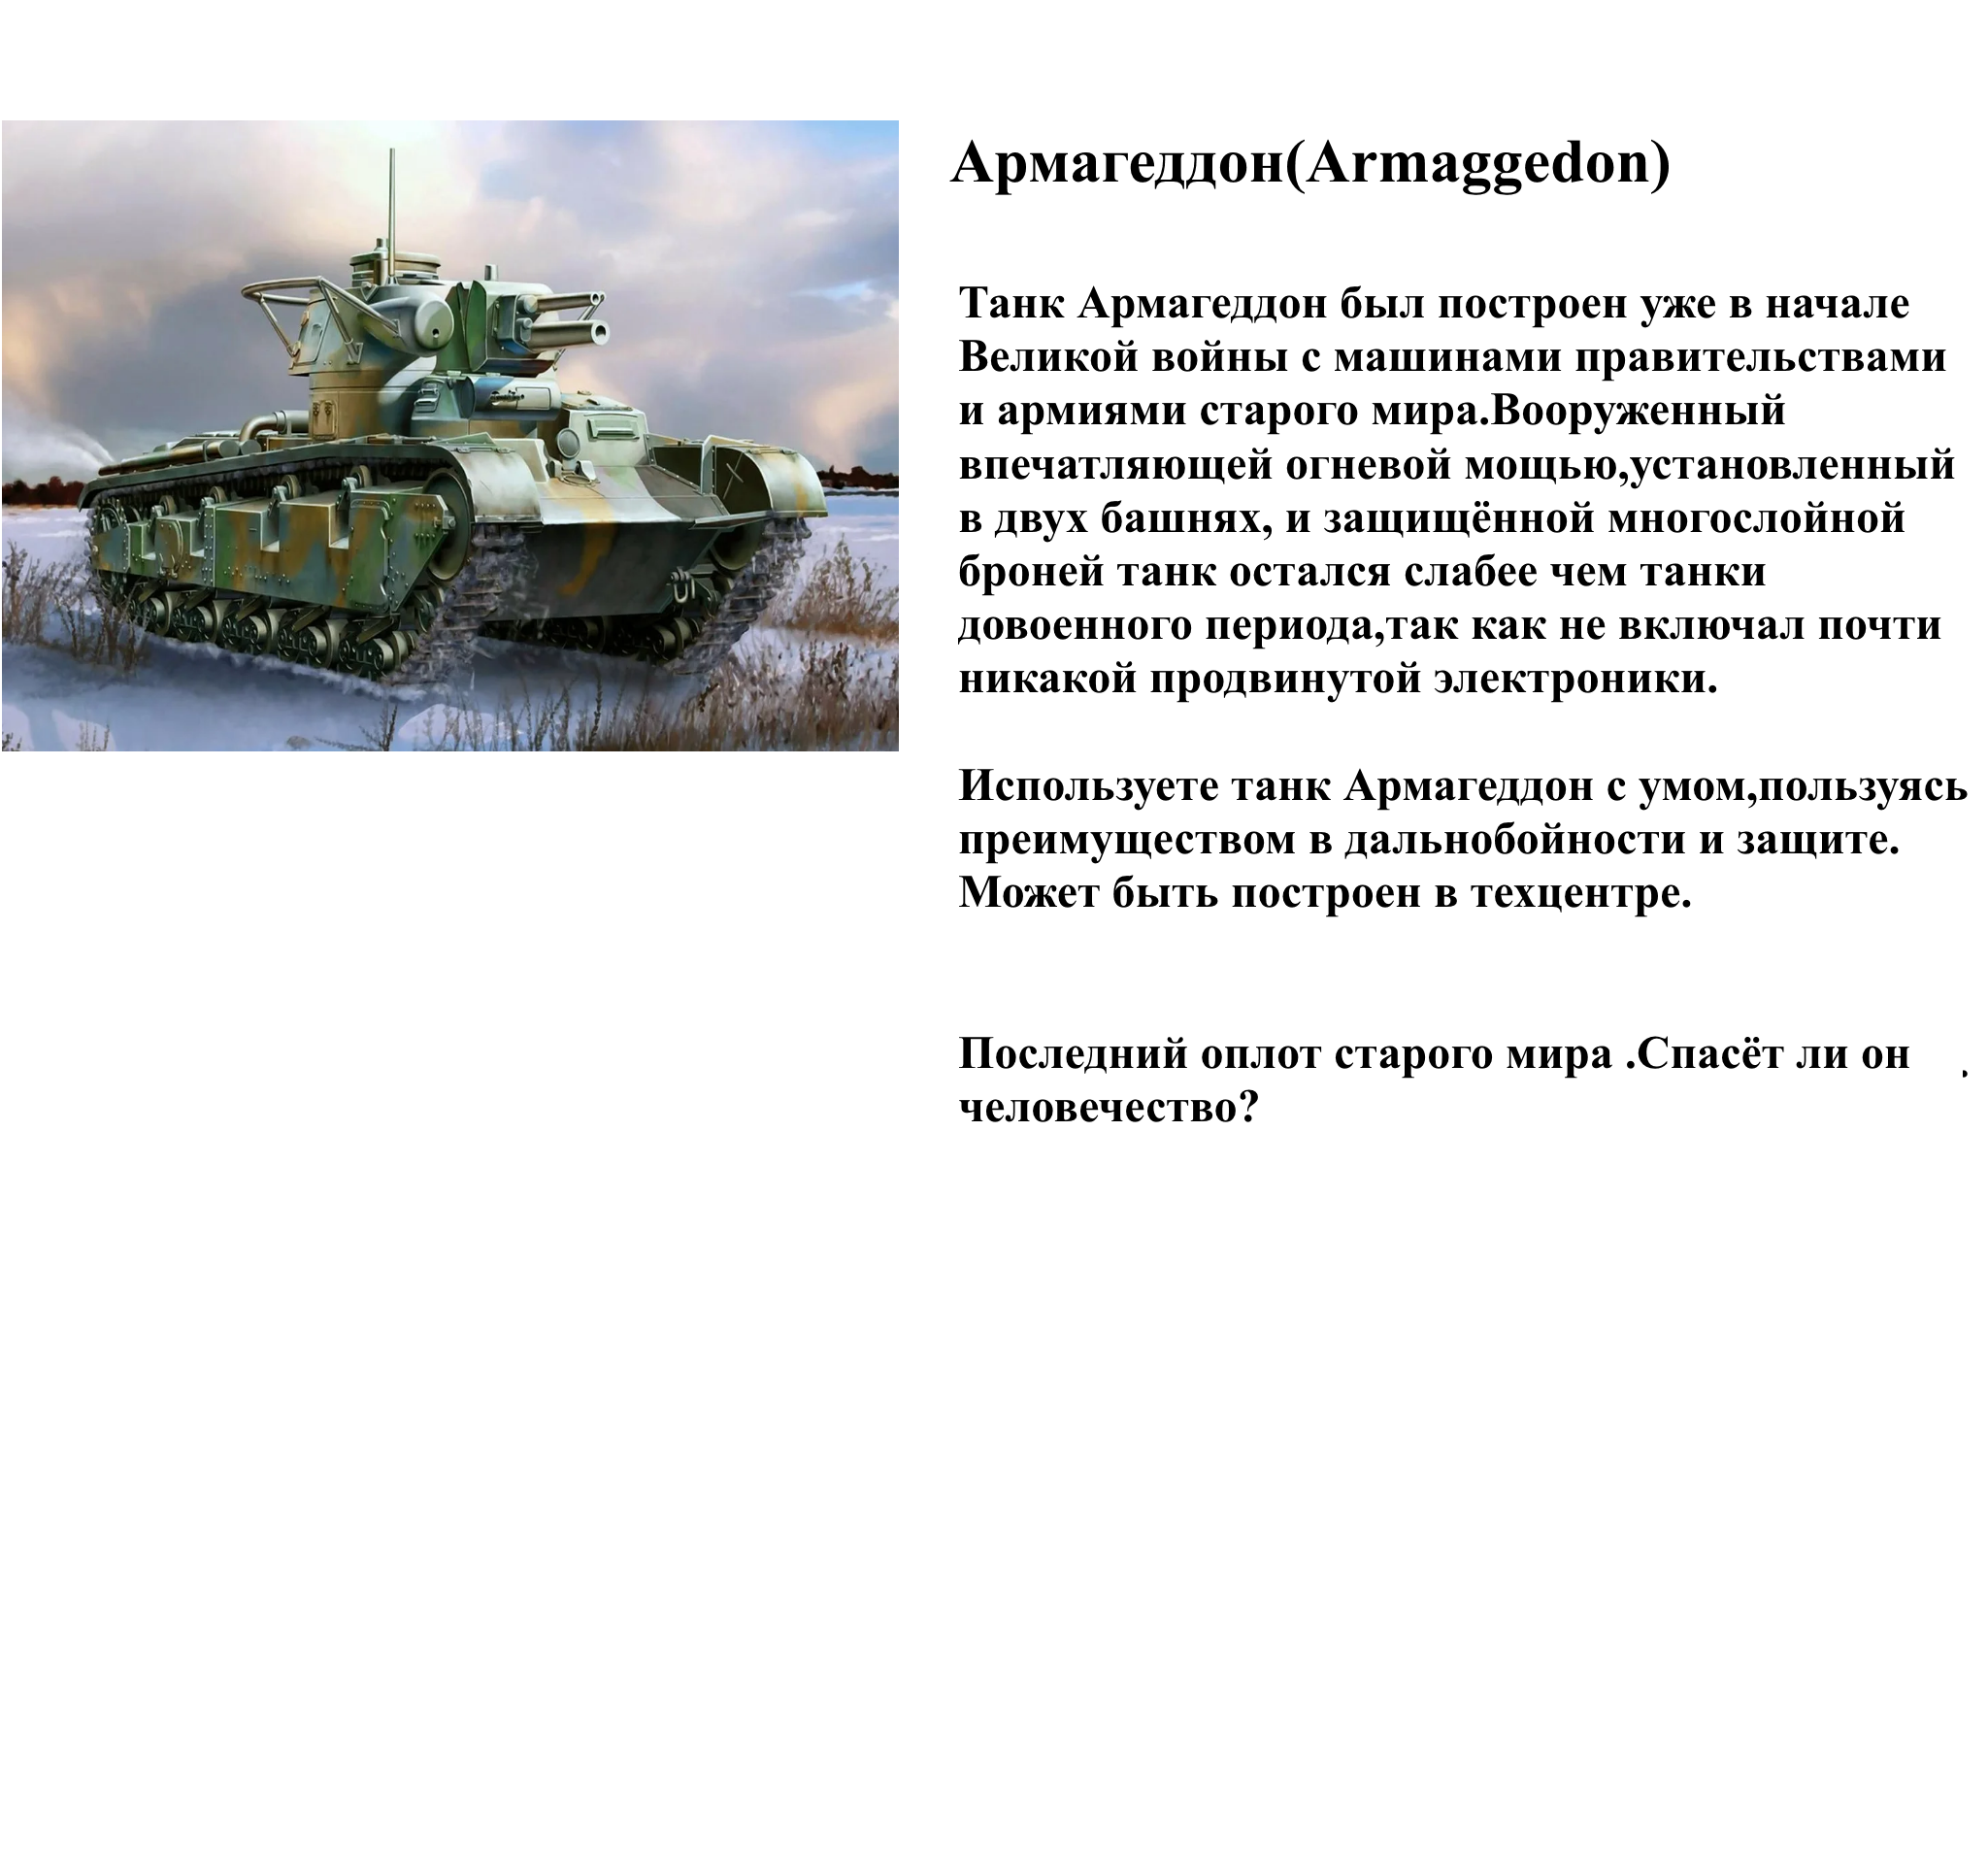 Армагеддон(Armaggedon)
Танк Армагеддон был построен уже в начале
Великой войны с машинами правительствами
и армиями старого мира.Вооруженный
впечатляющей огневой мощью,установленный
в двух башнях, и защищённой многослойной
броней танк остался слабее чем танки
довоенного периода,так как не включал почти
никакой продвинутой электроники.
Используете танк Армагеддон с умом,пользуясь
преимуществом в дальнобойности и защите.
Может быть построен в техцентре.
Последний оплот старого мира .Спасёт ли он
человечество?